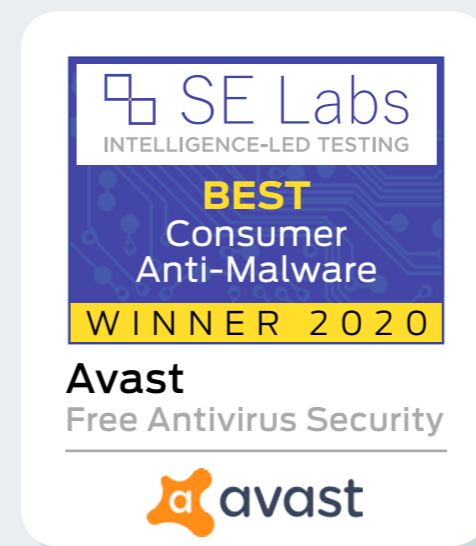 SE Labs
INTELLIGENCE-LED TESTING
BEST
Consumer
Anti-Malware
WINNER 2020
Avast
Free Antivirus Security
a avast